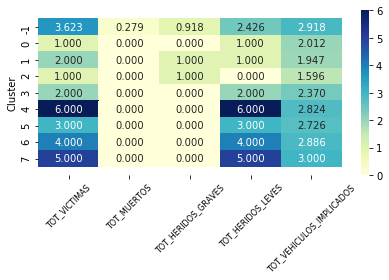 -1 3.623 0.279 0.918 2.426 2.918
0 1.000 0.000 0.000 1.000 2.012
1 2.000 0.000 1.000 1.000 1.947
2 1.000 0.000 1.000 0.000 1.596
3 2.000 0.000 0.000 2.000 2.370
4 6.000 0.000 0.000 6.000 2.824
5 3.000 0.000 0.000 3.000 2.726
6 4.000 0.000 0.000 4.000 2.886
7 5.000 0.000 0.000 5.000 3.000
Cluster
TOT_VICTIMAS
TOT_MUERTOS
TOT_HERIDOS_GRAVES
TOT_HERIDOS_LEVES
TOT_VEHICULOS_IMPLICADOS
6
5
4
3
2
1
0